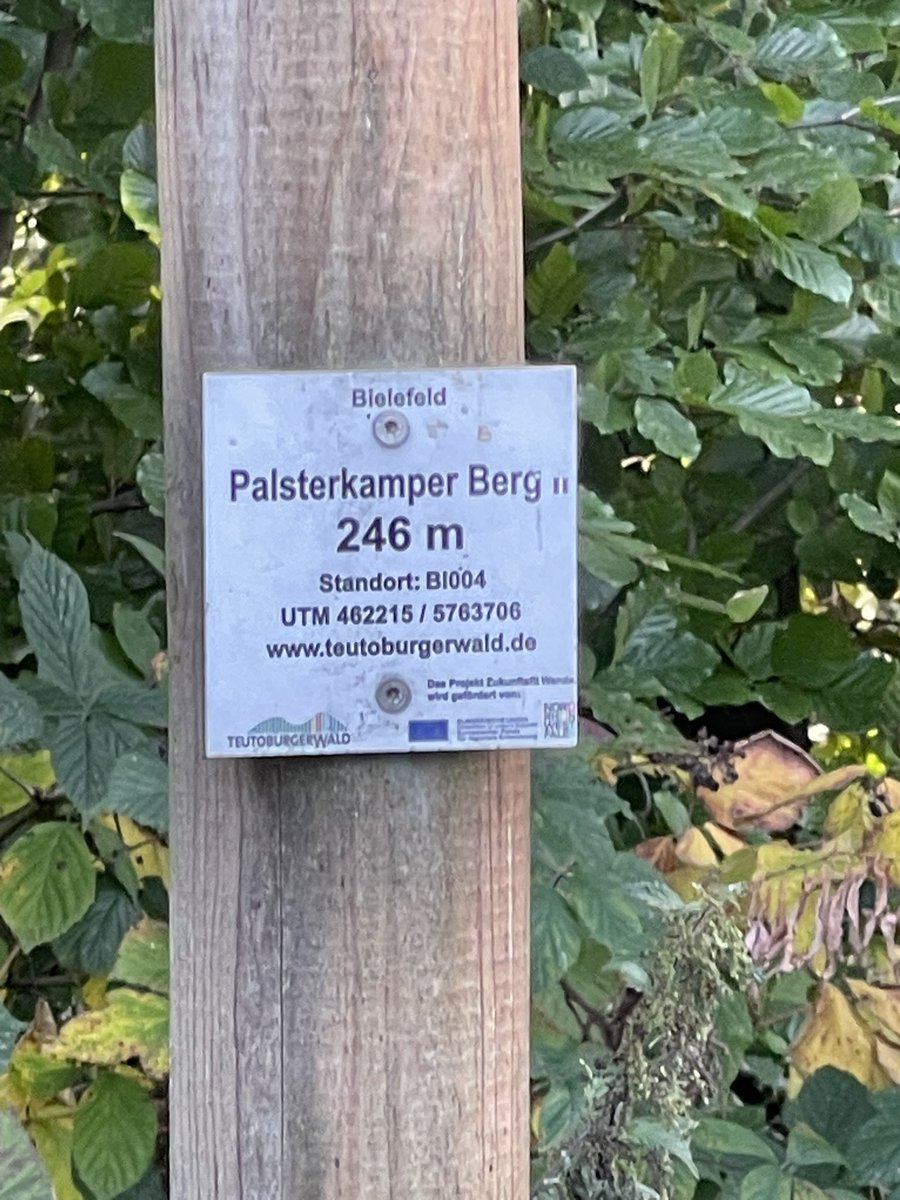 Bielefeld
Palsterkamper Berg II
246 m
Standort: BI004
UTM 462215 / 5763706
www.teutoburgerwald.de
Das Projekt Zukunftsfit Wandern
wird gefördert von:
TEUTOBURGERWALD